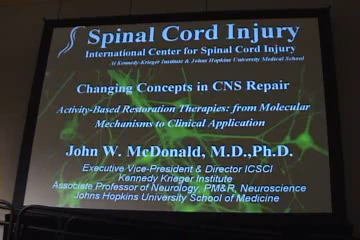 Spinal Cord Injury
International Center for Spinal Cord Injury
At Kennedy-Krieger Institute & Johns Hopkins University Medical School
Changing Concepts in CNS Repair
Activity-Based Restoration Therapies: from Molecular
Mechanisms to Clinical Application
John W. McDonald, M.D.,Ph.D.
Executive Vice-President & Director ICSCI
Kennedy Krieger Institute
Associate Professor of Neurology, PM&R, Neuroscience
Johns Hopkins University School of Medicine